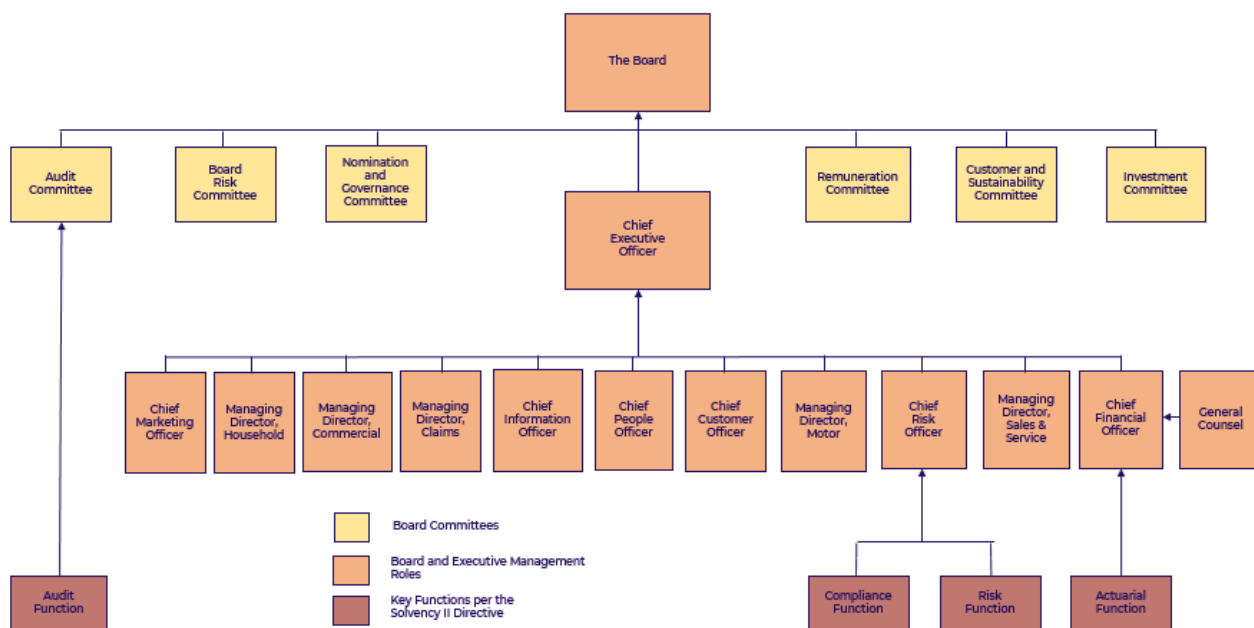 The Board
Audit
Committee
Board
Risk
Committee
Nomination
and
Governance
Committee
Remuneration
Committee
Customer and
Sustainability
Committee
Investment
Committee
Chief
Executive
Officer
Chief
Marketing
Officer
Managing
Director,
Household
Managing
Director,
Commercial
Managing
Director,
Claims
Chief
Information
Officer
Chief
People
Officer
Chief
Customer
Officer
Managing
Director,
Motor
Chief
Risk
Officer
Managing
Director,
Sales &
Service
Chief
Financial
Officer
General
Counsel
Board Committees
Board and Executive Management
Roles
Key Functions per the
Solvency II Directive
Audit
Function
Compliance
Function
Risk
Function
Actuarial
Function